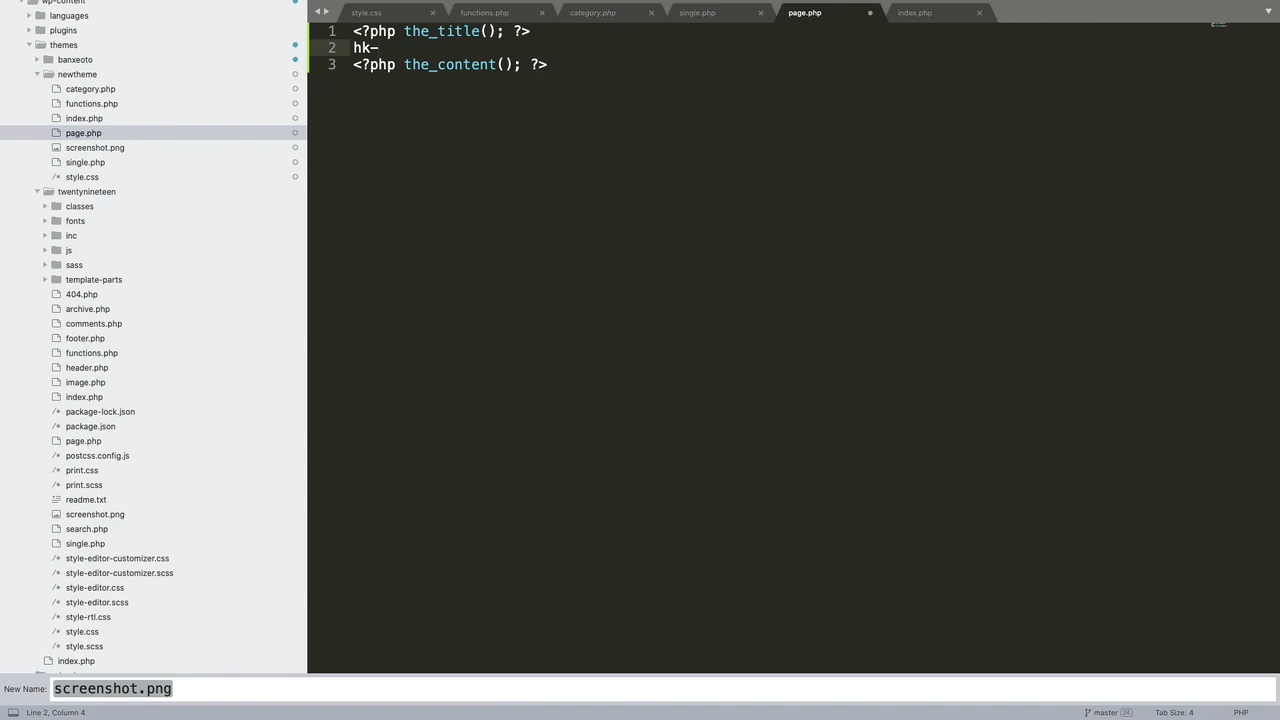 wp-content
languages
plugins
themes
banxeoto
newtheme
category.php
functions.php
index.php
page.php
screenshot.png
single.php
style.css
twentynineteen
classes
fonts
inc
js
sass
template-parts
404.php
archive.php
comments.php
footer.php
functions.php
header.php
image.php
index.php
package-lock.json
package.json
page.php
postcss.config.js
print.css
print.scss
readme.txt
screenshot.png
search.php
single.php
style-editor-customizer.css
style-editor-customizer.scss
style-editor.css
style-editor.scss
style-rtl.css
style.css
style.scss
index.php
style.css functions.php category.php single.php page.php index.php
1 <?php the_title(); ?>
2 hk-
3 <?php the_content(); ?>
New Name: screenshot.png
Line 2, Column 4 master 24 Tab Size: 4 PHP